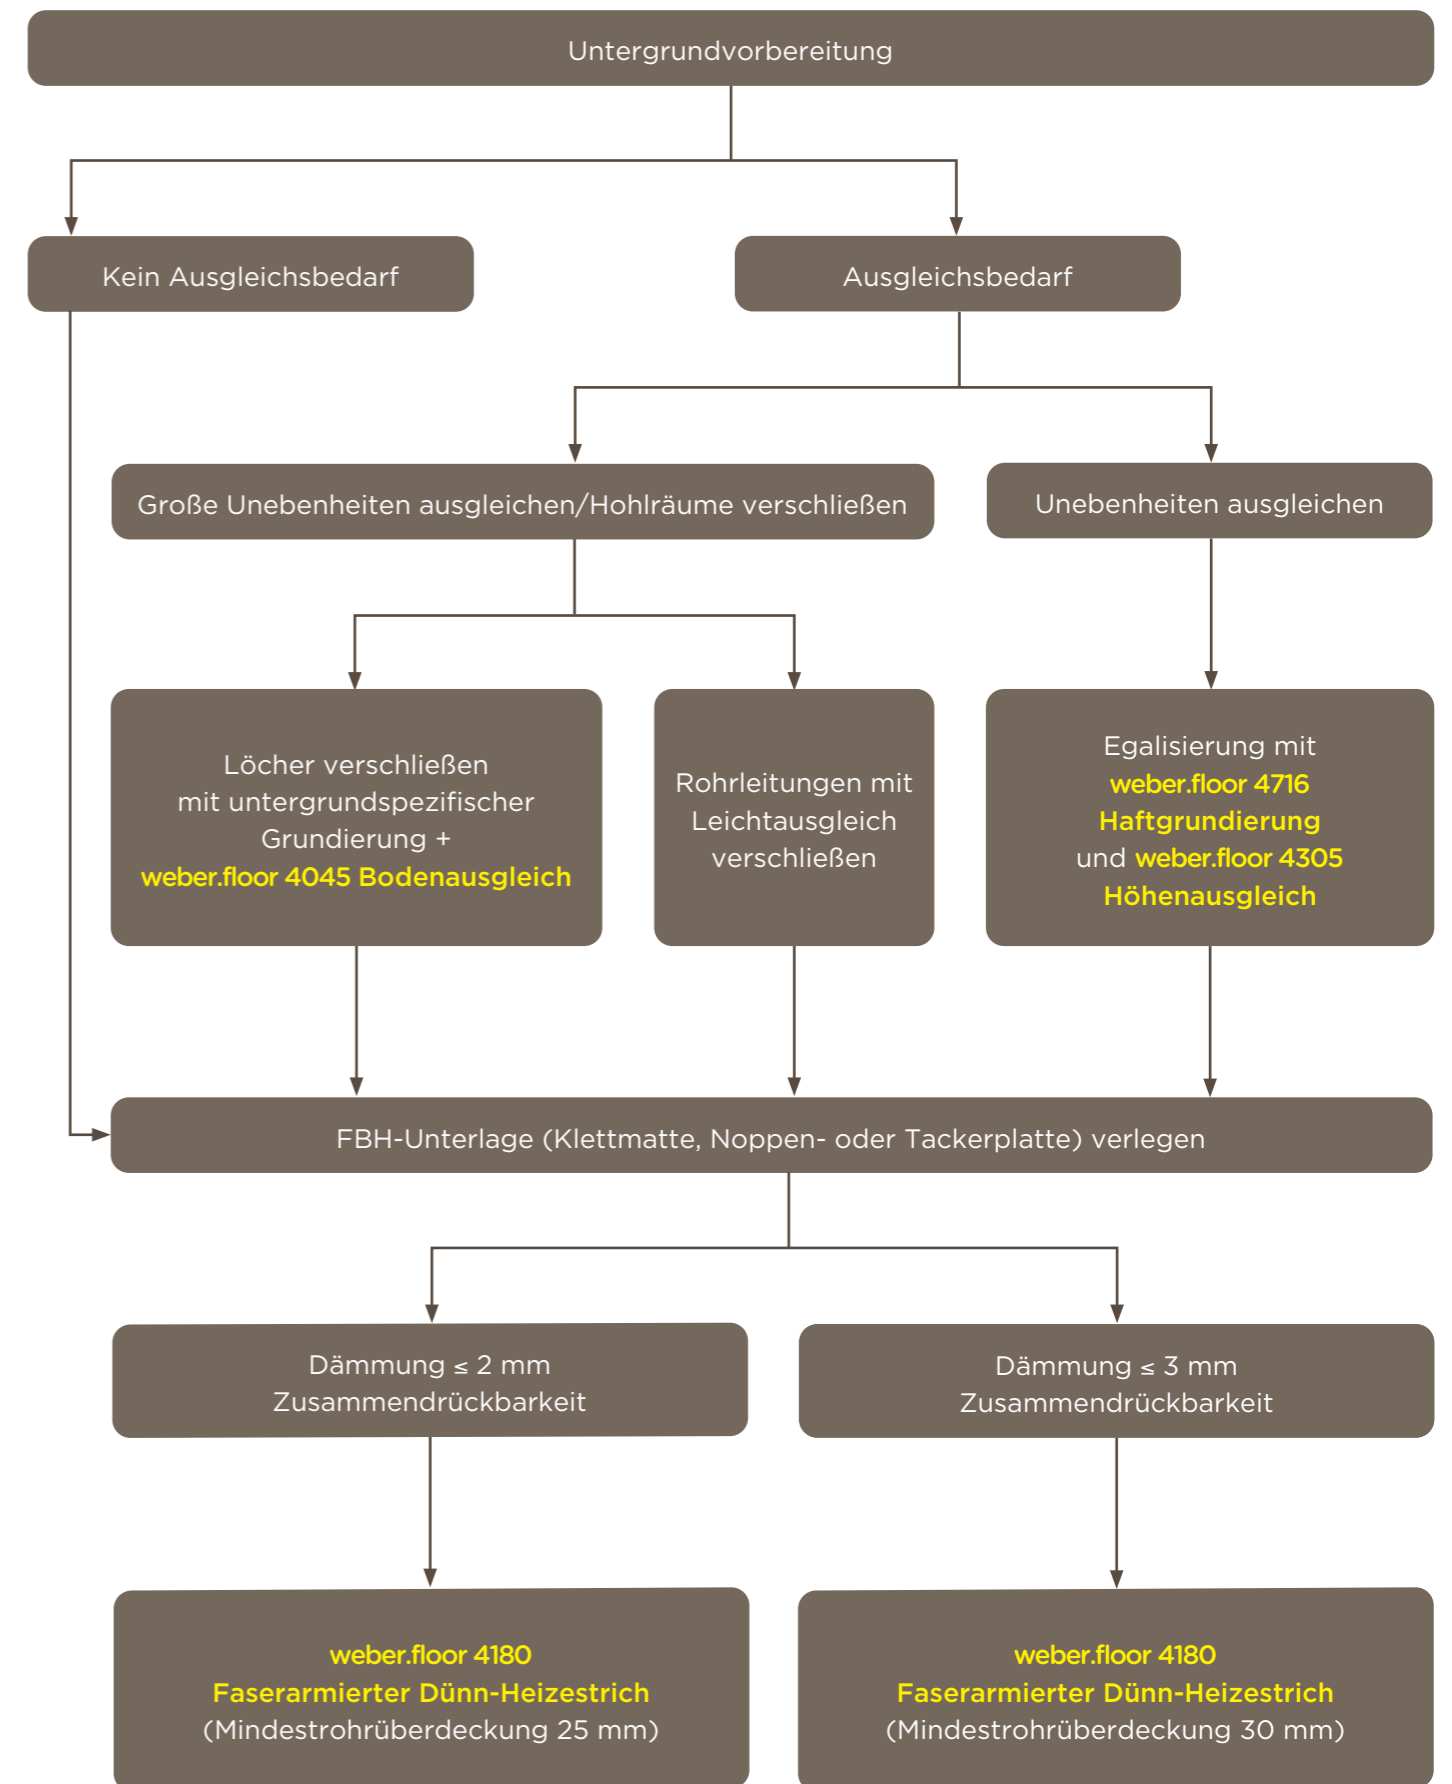 Untergrundvorbereitung
Kein Ausgleichsbedarf
Ausgleichsbedarf
Große Unebenheiten ausgleichen/Hohlräume verschließen
Unebenheiten ausgleichen
Löcher verschließen
mit untergrundspezifischer
Grundierung +
weber.floor 4045 Bodenausgleich
Rohrleitungen mit
Leichtausgleich
verschließen
Egalisierung mit
weber.floor 4716
Haftgrundierung
und weber.floor 4305
Höhenausgleich
FBH-Unterlage (Klettmatte, Noppen- oder Tackerplatte) verlegen
Dämmung ≤ 2 mm
Zusammendrückbarkeit
Dämmung ≤ 3 mm
Zusammendrückbarkeit
weber.floor 4180
Faserarmierter Dünn-Heizestrich
(Mindestrohrüberdeckung 25 mm)
weber.floor 4180
Faserarmierter Dünn-Heizestrich
(Mindestrohrüberdeckung 30 mm)